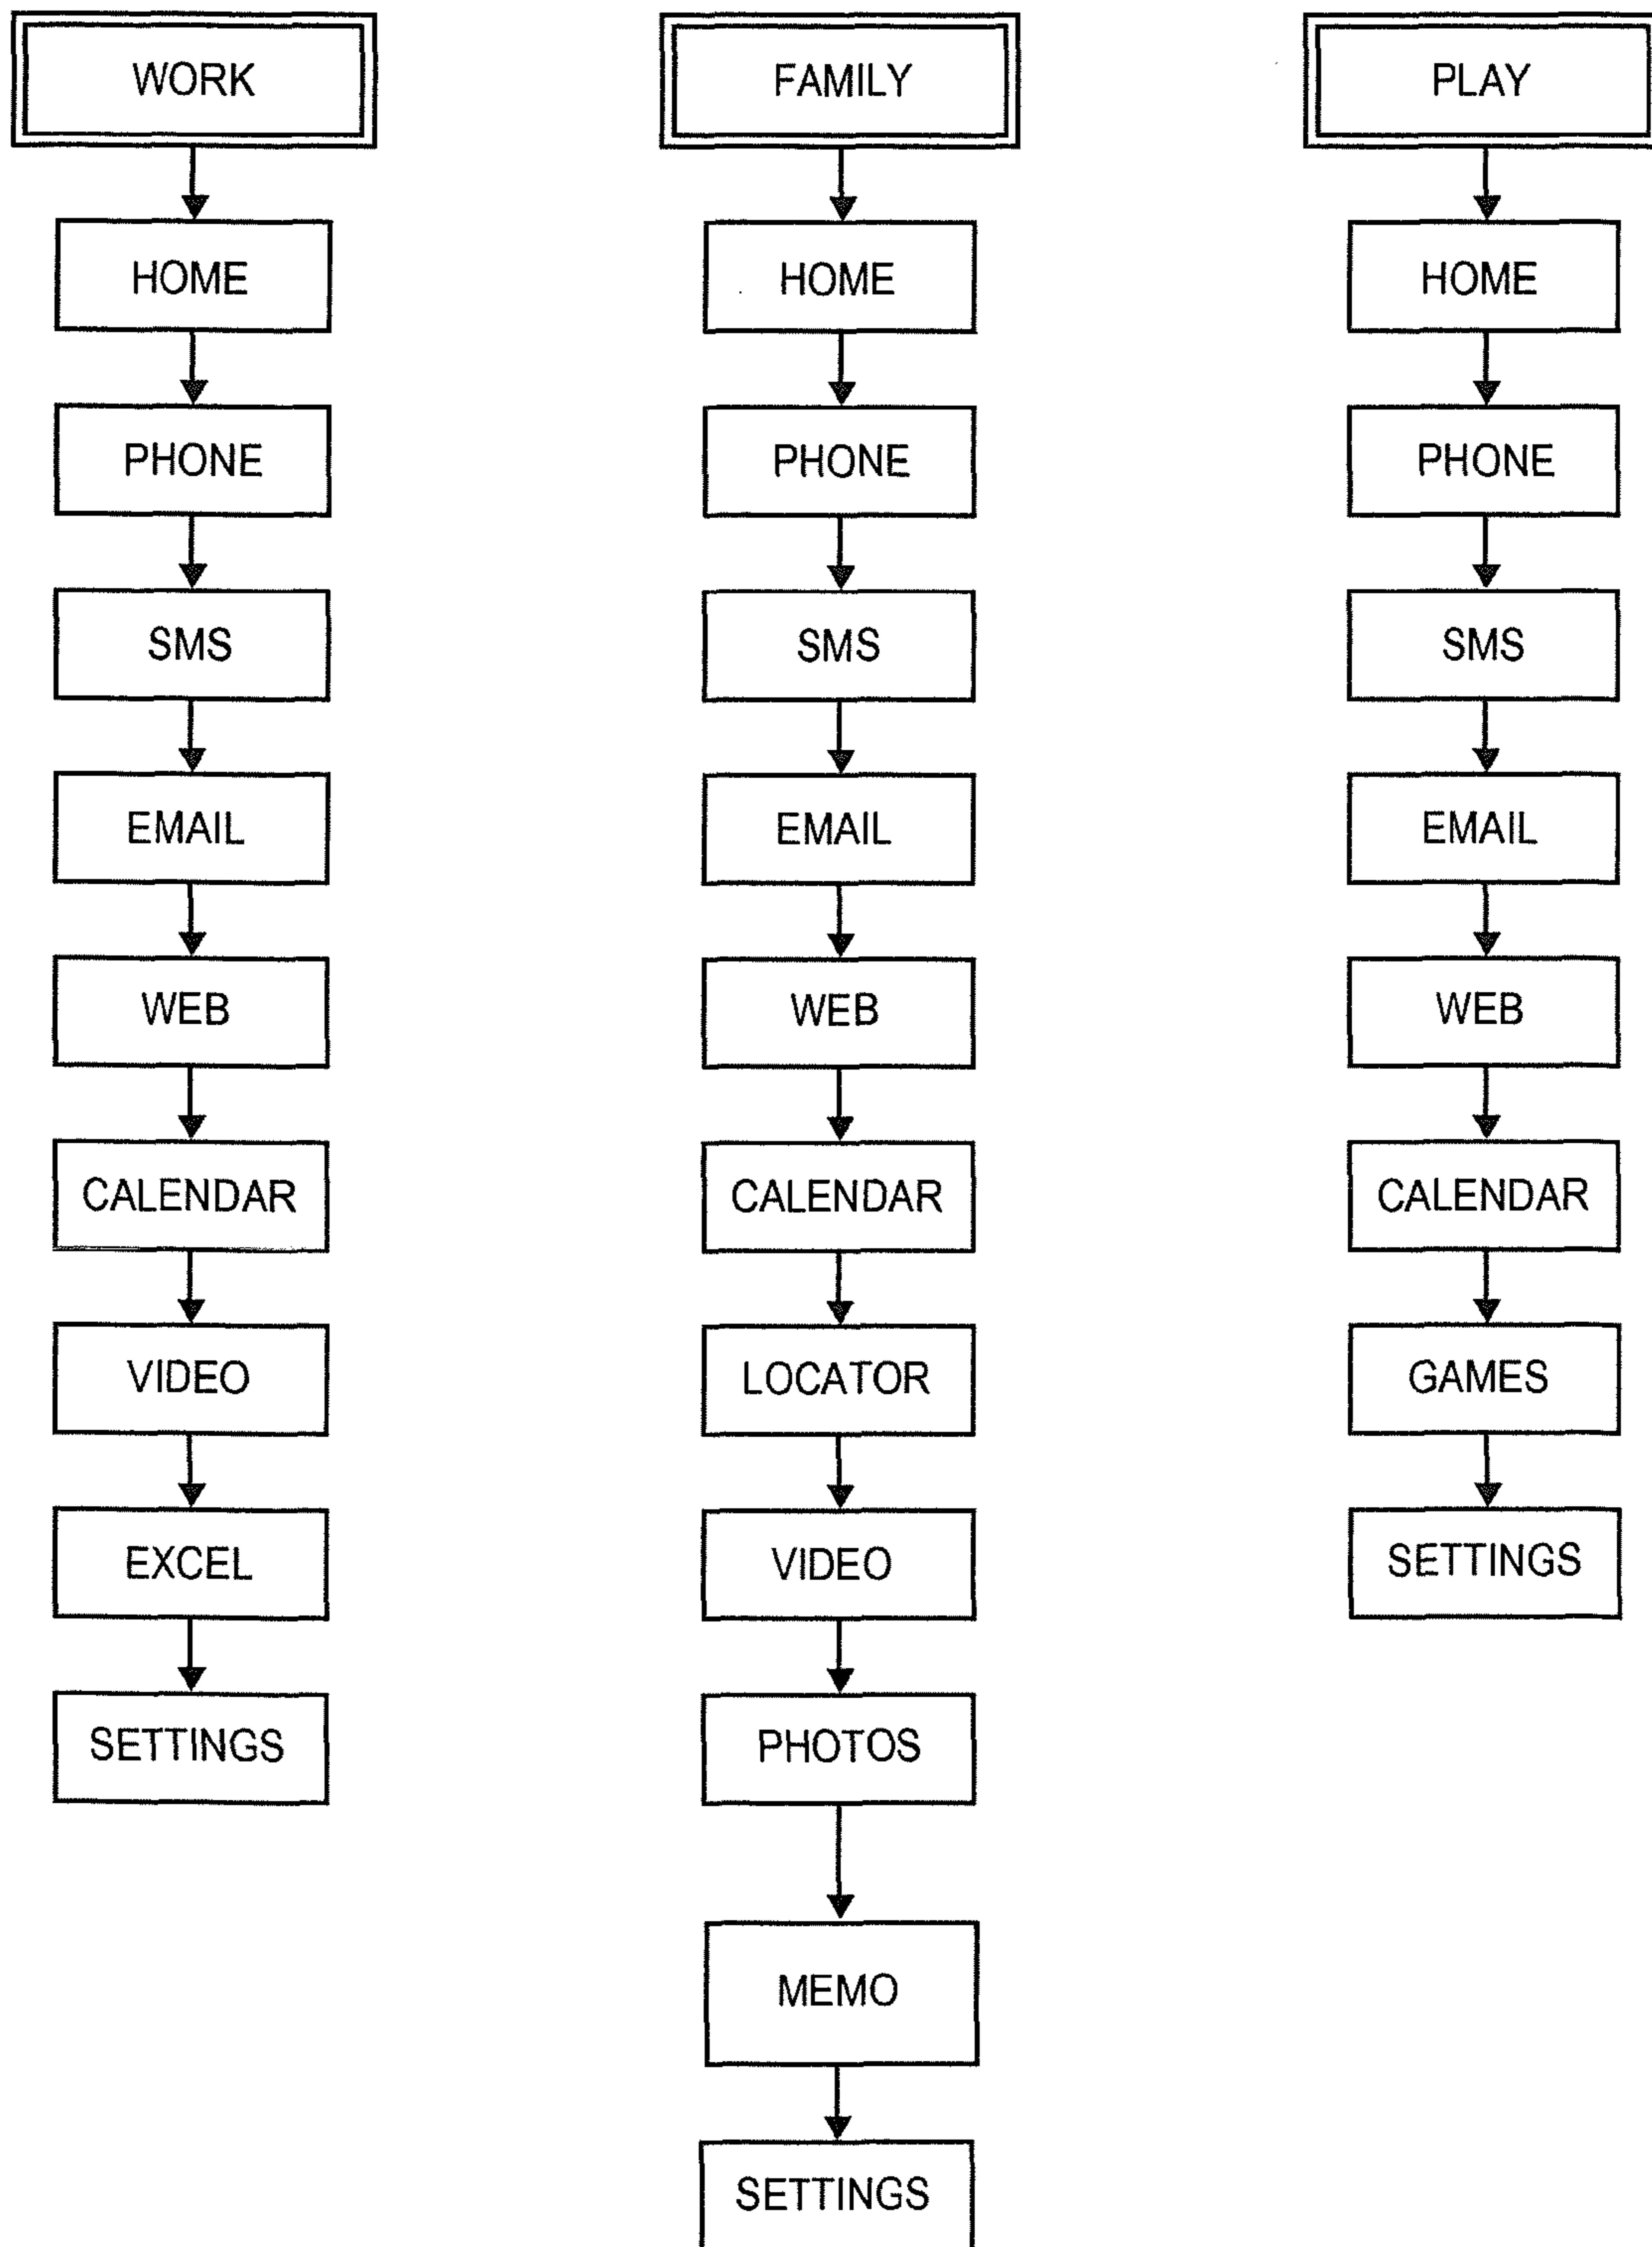 WORK
HOME
PHONE
SMS
EMAIL
WEB
CALENDAR
VIDEO
EXCEL
SETTINGS
FAMILY
HOME
PHONE
SMS
EMAIL
WEB
CALENDAR
LOCATOR
VIDEO
PHOTOS
MEMO
SETTINGS
PLAY
HOME
PHONE
SMS
EMAIL
WEB
CALENDAR
GAMES
SETTINGS